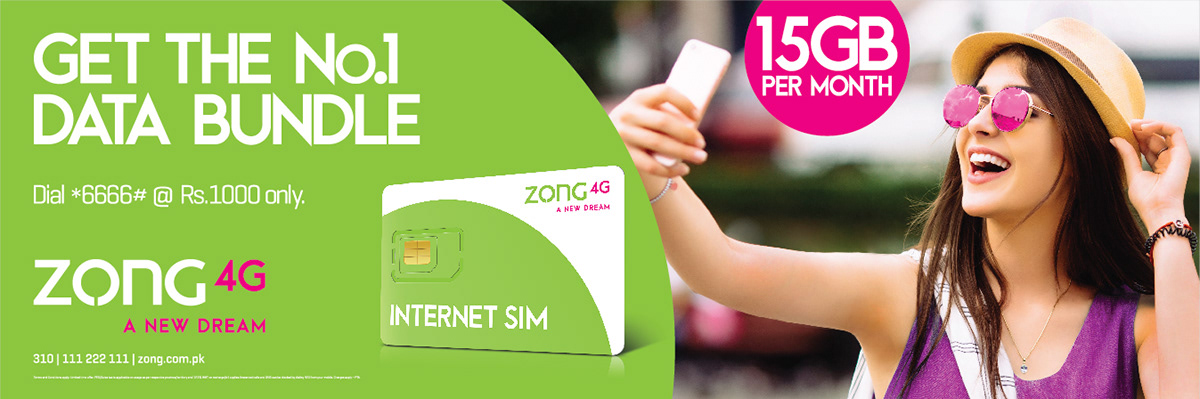 GET THE No.1
DATA BUNDLE
Dial *6666# @ Rs.1000 only.
ZONG 4G
A NEW DREAM
310 | 111 222 111 | zong.com.pk
ZONG 4G
A NEW DREAM
INTERNET SIM
15GB
PER MONTH